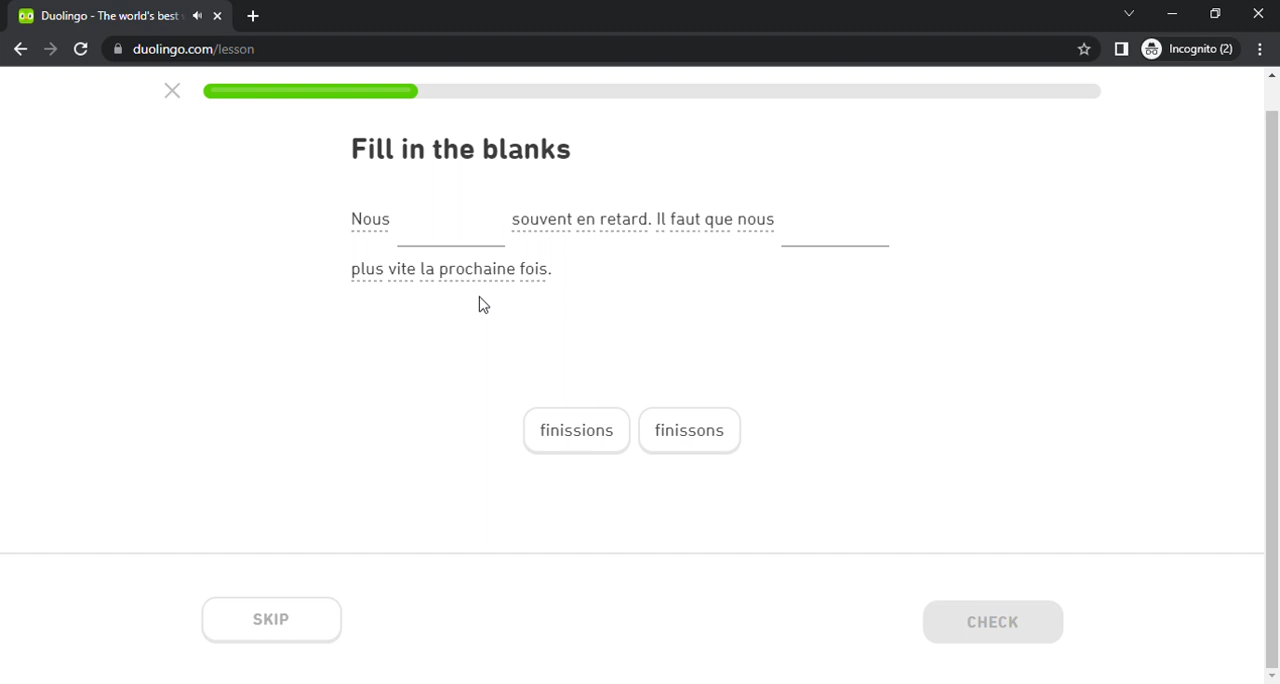 Duolingo - The world's best
duolingo.com/lesson
Incognito (2)
Fill in the blanks
Nous souvent en retard. Il faut que nous
plus vite la prochaine fois.
finissions finissons
SKIP CHECK